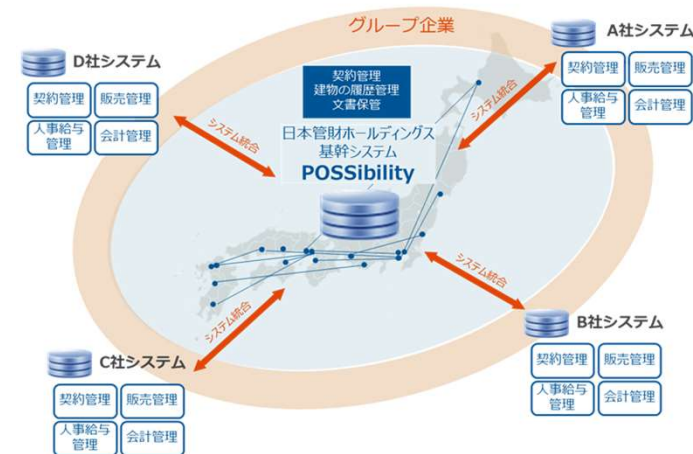 グループ企業
D社システム
契約管理
販売管理
人事給与
管理
会計管理
A社システム
契約管理
販売管理
人事給与
管理
会計管理
契約管理
建物の履歴管理
文書保管
日本管財ホールディングス
基幹システム
POSSibility
システム統合
システム統合
システム統合
システム統合
C社システム
契約管理
販売管理
人事給与
管理
会計管理
B社システム
契約管理
販売管理
人事給与
管理
会計管理